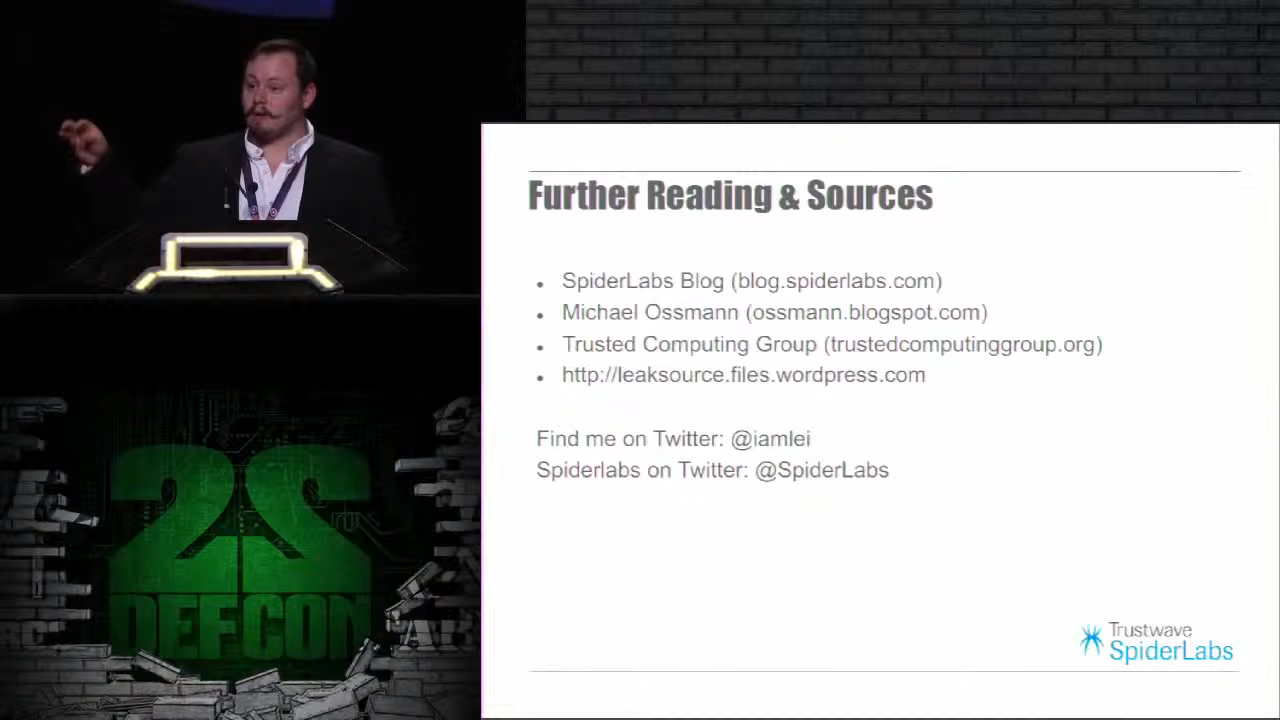 Further Reading & Sources
• SpiderLabs Blog (blog.spiderlabs.com)
• Michael Ossmann (ossmann.blogspot.com)
• Trusted Computing Group (trustedcomputinggroup.org)
• http://leaksource.files.wordpress.com
Find me on Twitter: @iamlei
Spiderlabs on Twitter: @SpiderLabs
22
DEFCON
Trustwave
SpiderLabs